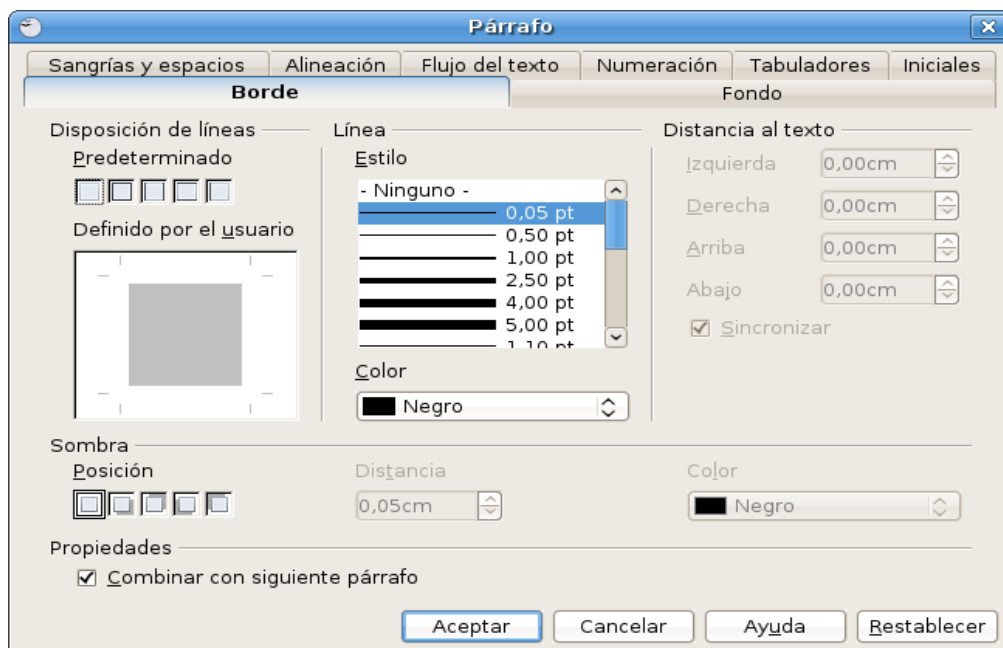 Párrafo
Sangrías y espacios Alineación Flujo del texto Numeración Tabuladores Iniciales
Borde Fondo
Disposición de líneas Línea Distancia al texto
Predeterminado Estilo Izquierda 0,00cm
- Ninguno -
0,05 pt Derecha 0,00cm
Definido por el usuario 0,50 pt
1,00 pt Arriba 0,00cm
2,50 pt Abajo 0,00cm
4,00 pt
5,00 pt Sincronizar
1,10 pt
Color
Negro
Sombra
Posición Distancia Color
0,05cm Negro
Propiedades
Combinar con siguiente párrafo
Aceptar Cancelar Ayuda Restablecer